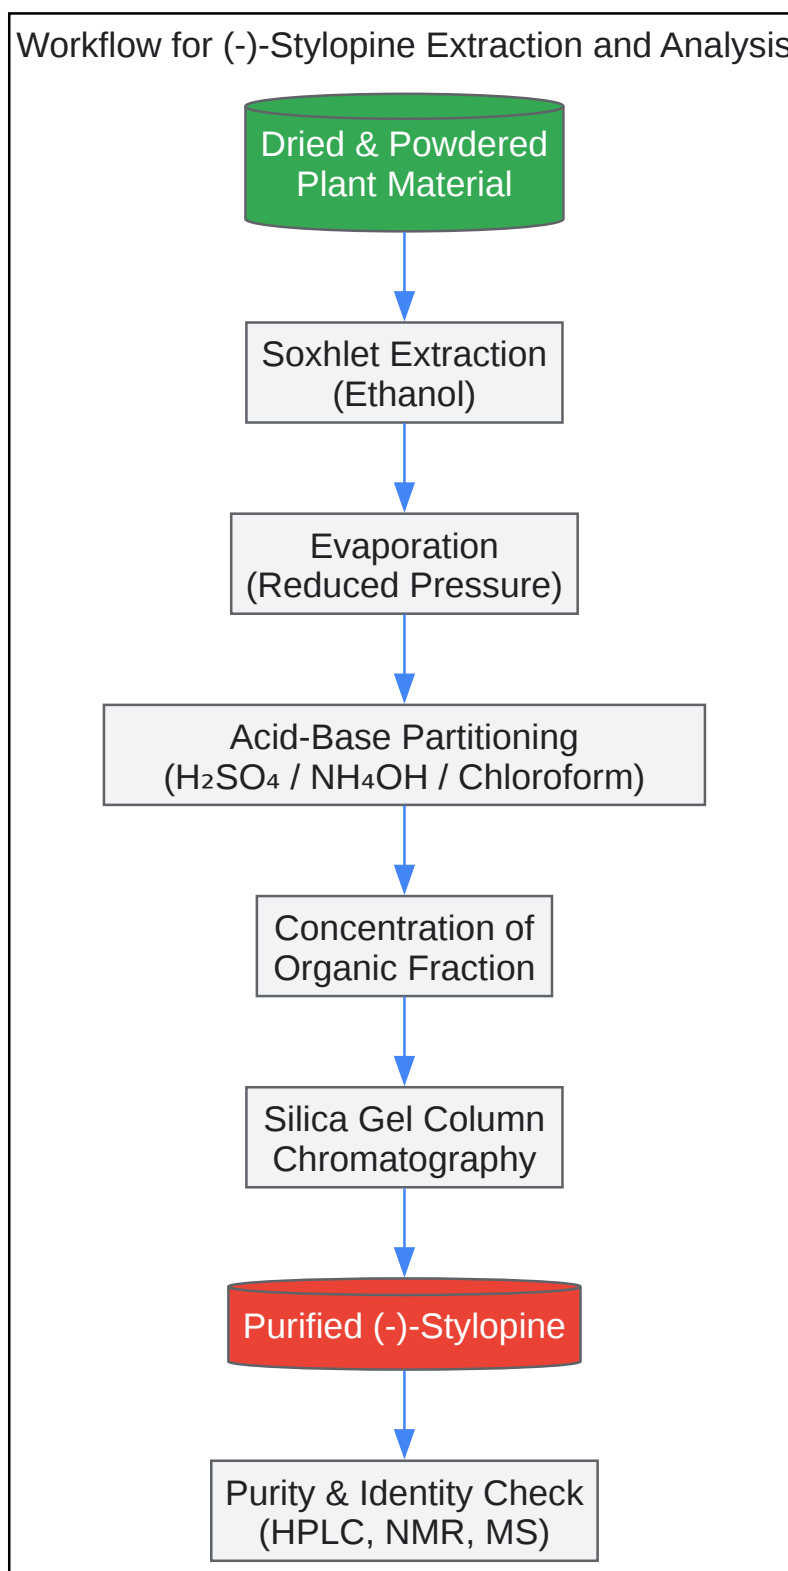 Workflow for (-)-Stylopine Extraction and Analysis
Dried & Powdered
Plant Material
Soxhlet Extraction
(Ethanol)
Evaporation
(Reduced Pressure)
Acid-Base Partitioning
(H₂SO₄ / NH₄OH / Chloroform)
Concentration of
Organic Fraction
Silica Gel Column
Chromatography
Purified (-)-Stylopine
Purity & Identity Check
(HPLC, NMR, MS)